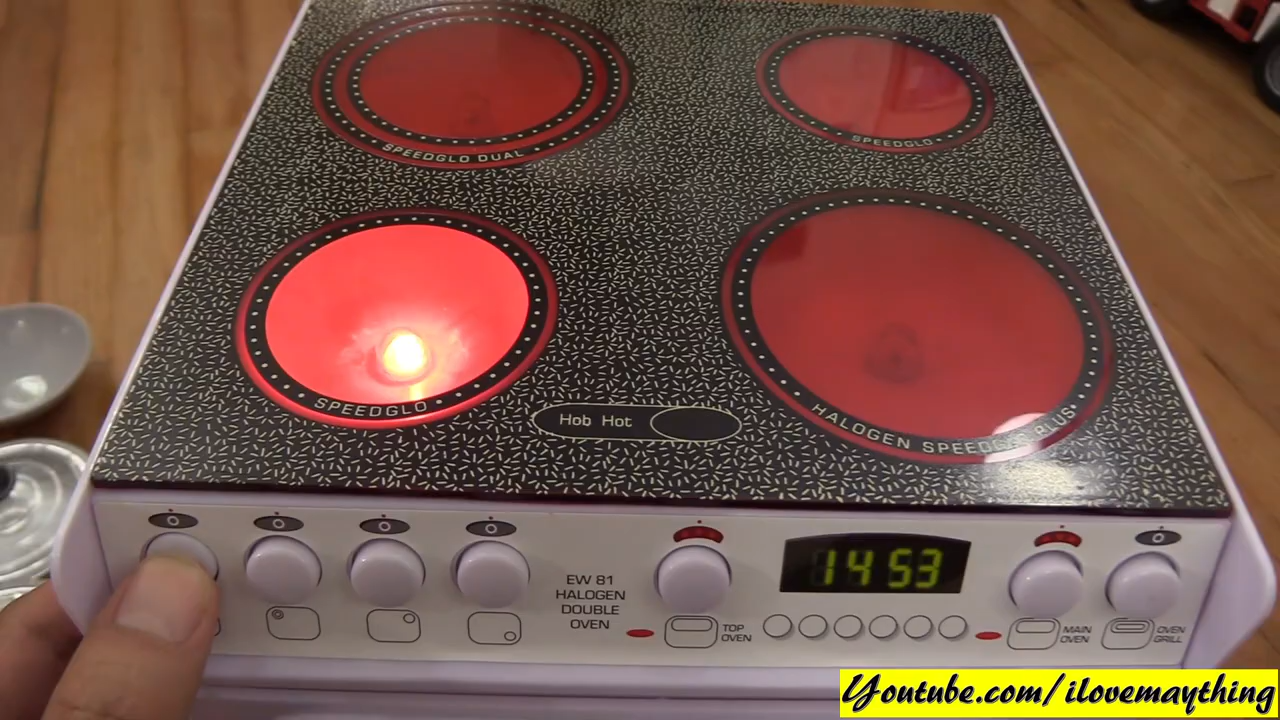 SPEEDGLO DUAL
SPEEDGLO
SPEEDGLO
HALOGEN SPEEDGLO PLUS
Hob Hot
EW 81
HALOGEN
DOUBLE
OVEN
TOP
OVEN
14 53
MAIN
OVEN
OVEN
GRILL
Youtube.com/ilovemaything